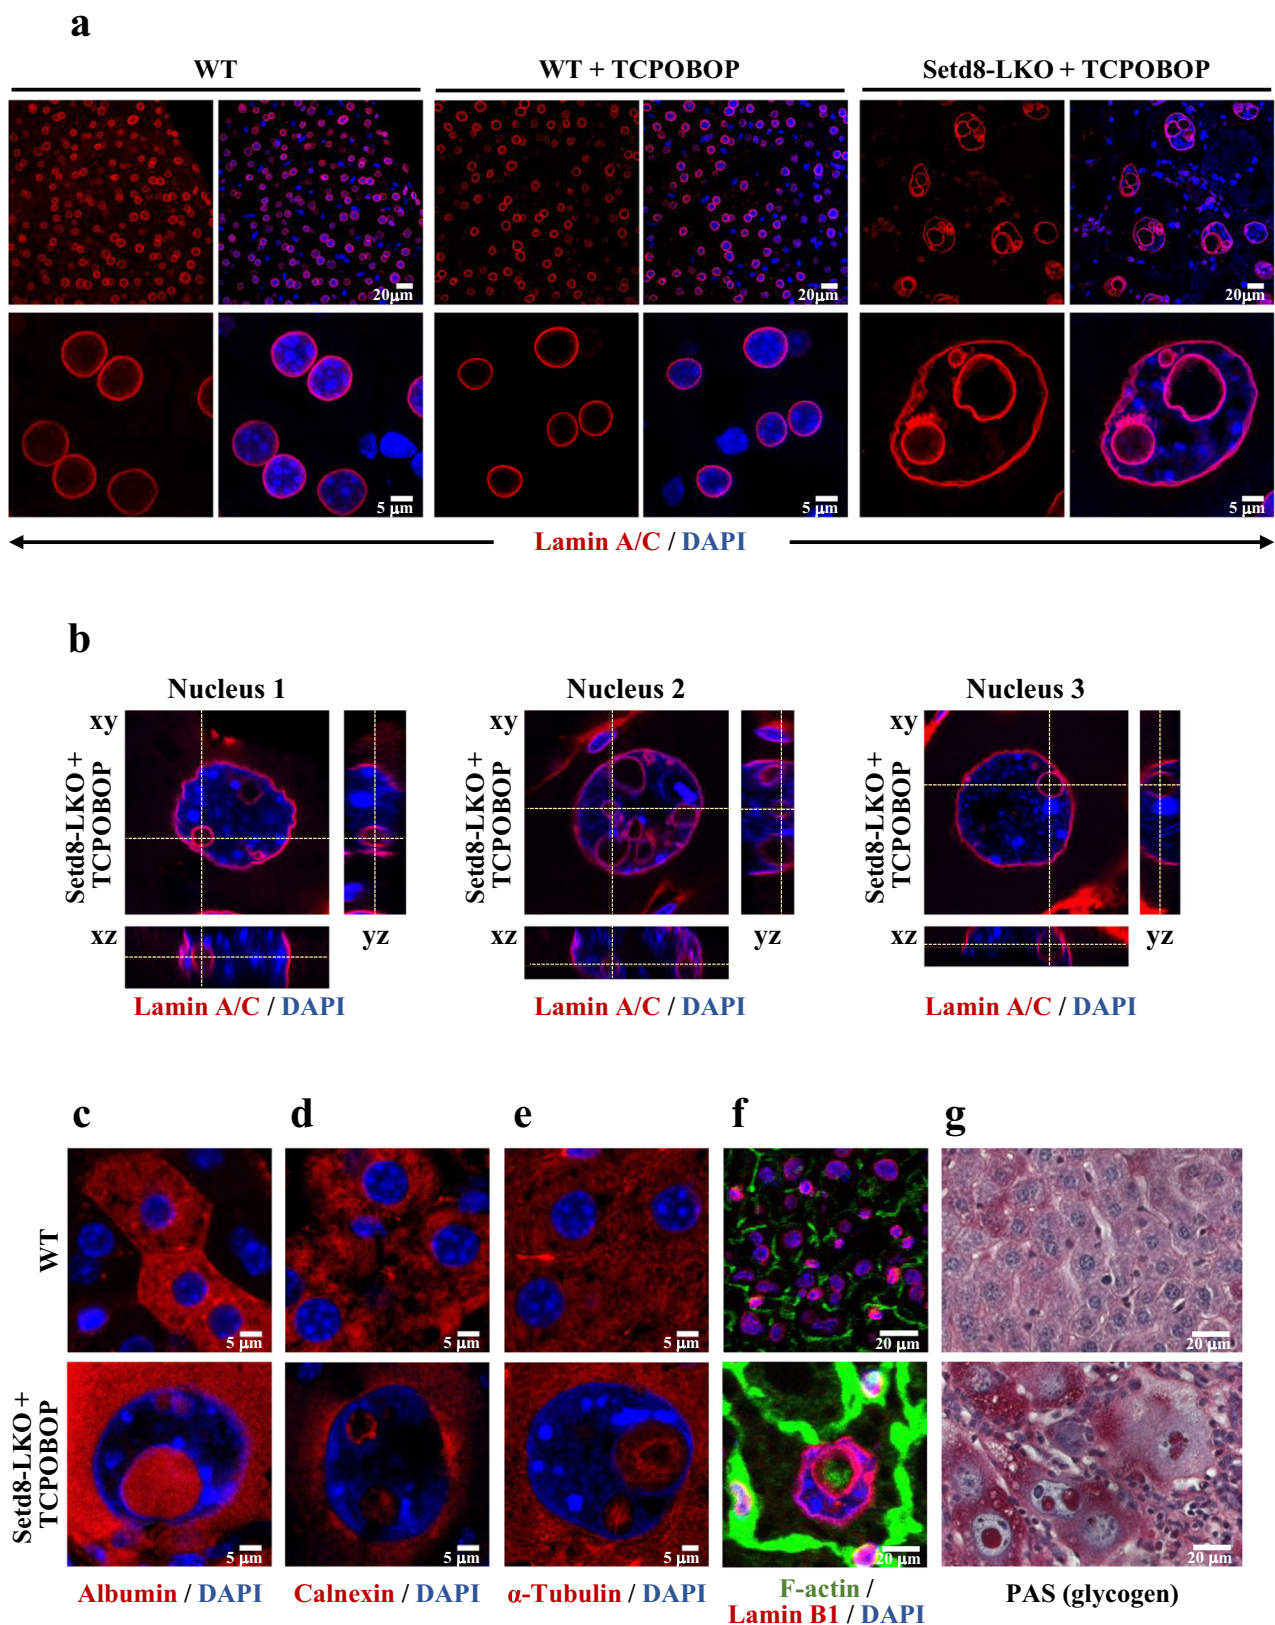 a
WT
WT + TCPOBOP
Setd8-LKO + TCPOBOP
20μm
20μm
20μm
5 μm
5 μm
5 μm
Lamin A/C / DAPI
b
Nucleus 1
Nucleus 2
Nucleus 3
xy
xy
xy
Setd8-LKO +
TCPOBOP
Setd8-LKO +
TCPOBOP
Setd8-LKO +
TCPOBOP
xz
yz
xz
yz
xz
yz
Lamin A/C / DAPI
Lamin A/C / DAPI
Lamin A/C / DAPI
c
d
e
f
g
WT
5 μm
5 μm
5 μm
20 μm
20 μm
Setd8-LKO +
TCPOBOP
5 μm
5 μm
5 μm
20 μm
20 μm
Albumin / DAPI
Calnexin / DAPI
α-Tubulin / DAPI
F-actin /
Lamin B1 / DAPI
PAS (glycogen)